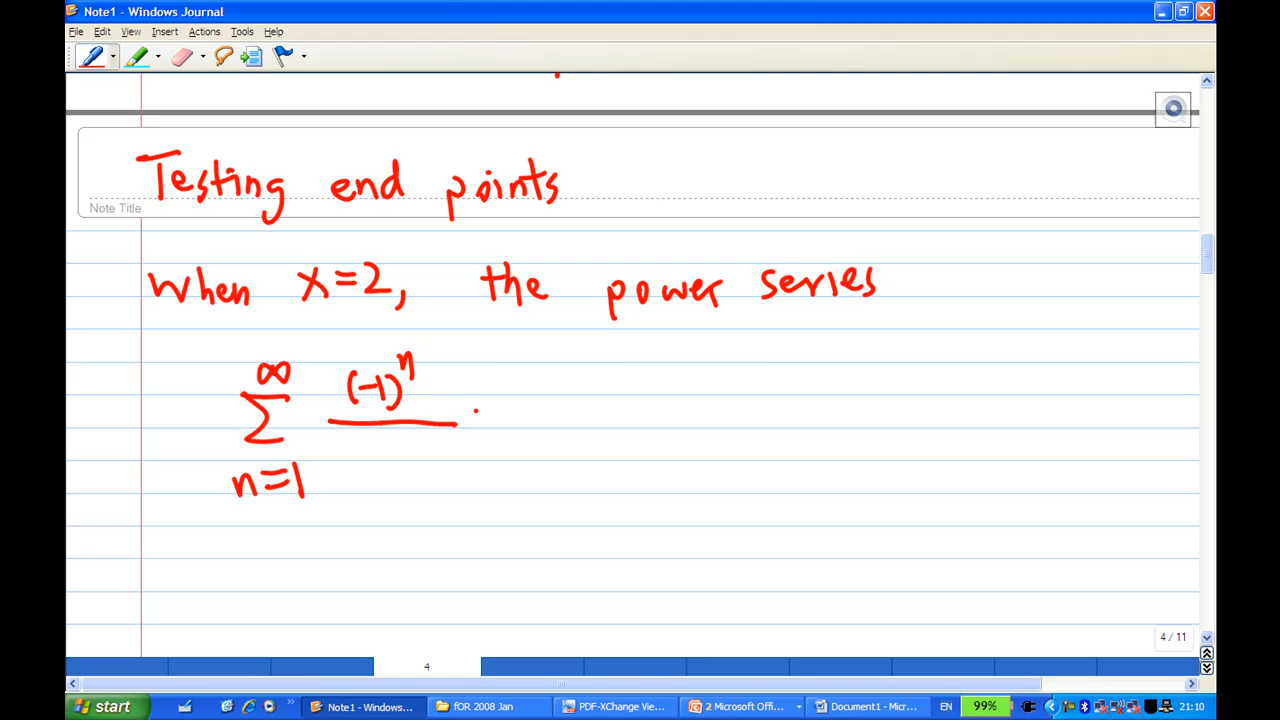 Note1 - Windows Journal
File Edit View Insert Actions Tools Help
Testing end points
Note Title
When x=2, the power series
∞
(-1)^n
∑
n=1
4 / 11
4
start
Note1 - Windows...
fOR 2008 Jan
PDF-XChange Vie...
2 Microsoft Offi...
Document1 - Micr...
EN
99%
21:10